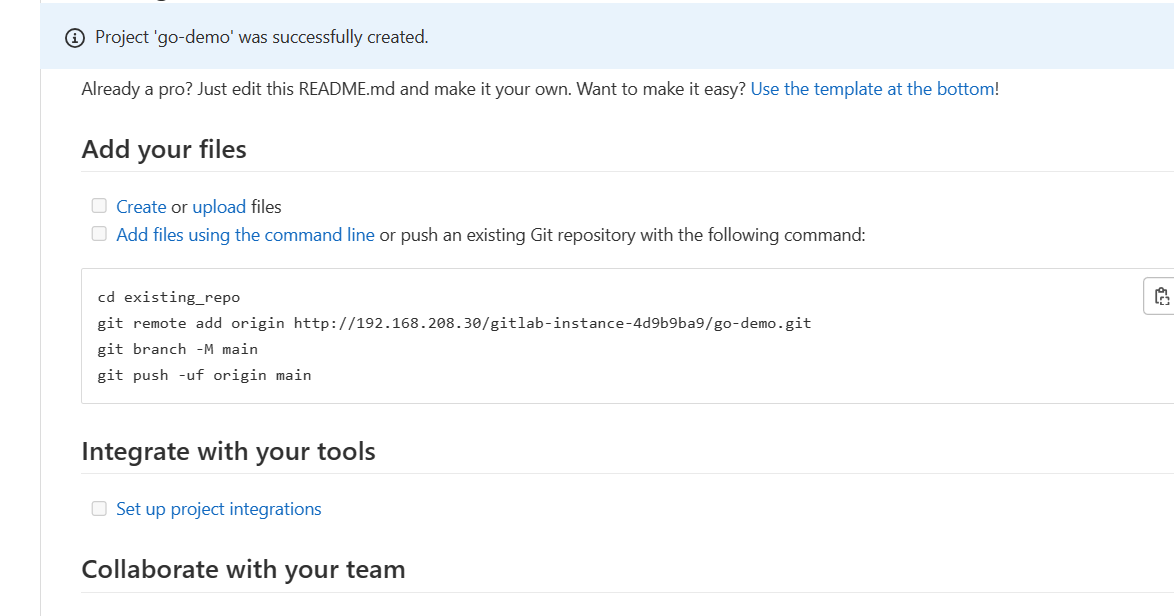 Project 'go-demo' was successfully created.
Already a pro? Just edit this README.md and make it your own. Want to make it easy? Use the template at the bottom!
Add your files
Create or upload files
Add files using the command line or push an existing Git repository with the following command:
cd existing_repo
git remote add origin http://192.168.208.30/gitlab-instance-4d9b9ba9/go-demo.git
git branch -M main
git push -uf origin main
Integrate with your tools
Set up project integrations
Collaborate with your team